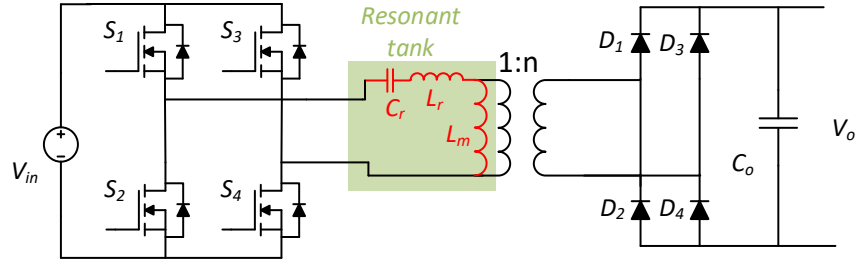 Resonant
tank
S1
S3
1:n
D1
D3
Cr
Lr
Lm
Vin
Vo
Co
S2
S4
D2
D4